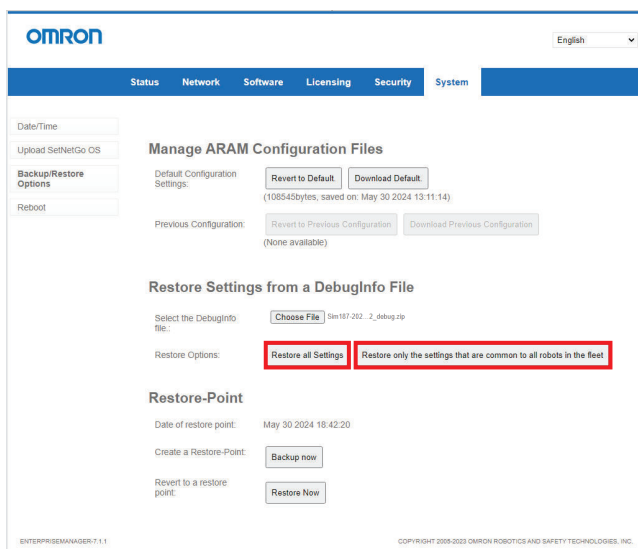 OMRON
English
Status Network Software Licensing Security System
Date/Time
Upload SetNetGo OS
Backup/Restore
Options
Reboot
Manage ARAM Configuration Files
Default Configuration
Settings:
Revert to Default. Download Default.
(108545bytes, saved on: May 30 2024 13:11:14)
Previous Configuration:
Revert to Previous Configuration Download Previous Configuration
(None available)
Restore Settings from a DebugInfo File
Select the DebugInfo
file.:
Choose File Sim187-202...2_debug.zip
Restore Options:
Restore all Settings Restore only the settings that are common to all robots in the fleet
Restore-Point
Date of restore point: May 30 2024 18:42:20
Create a Restore-Point:
Backup now
Revert to a restore
point:
Restore Now
ENTERPRISEMANAGER-7.1.1 COPYRIGHT 2005-2023 OMRON ROBOTICS AND SAFETY TECHNOLOGIES, INC.